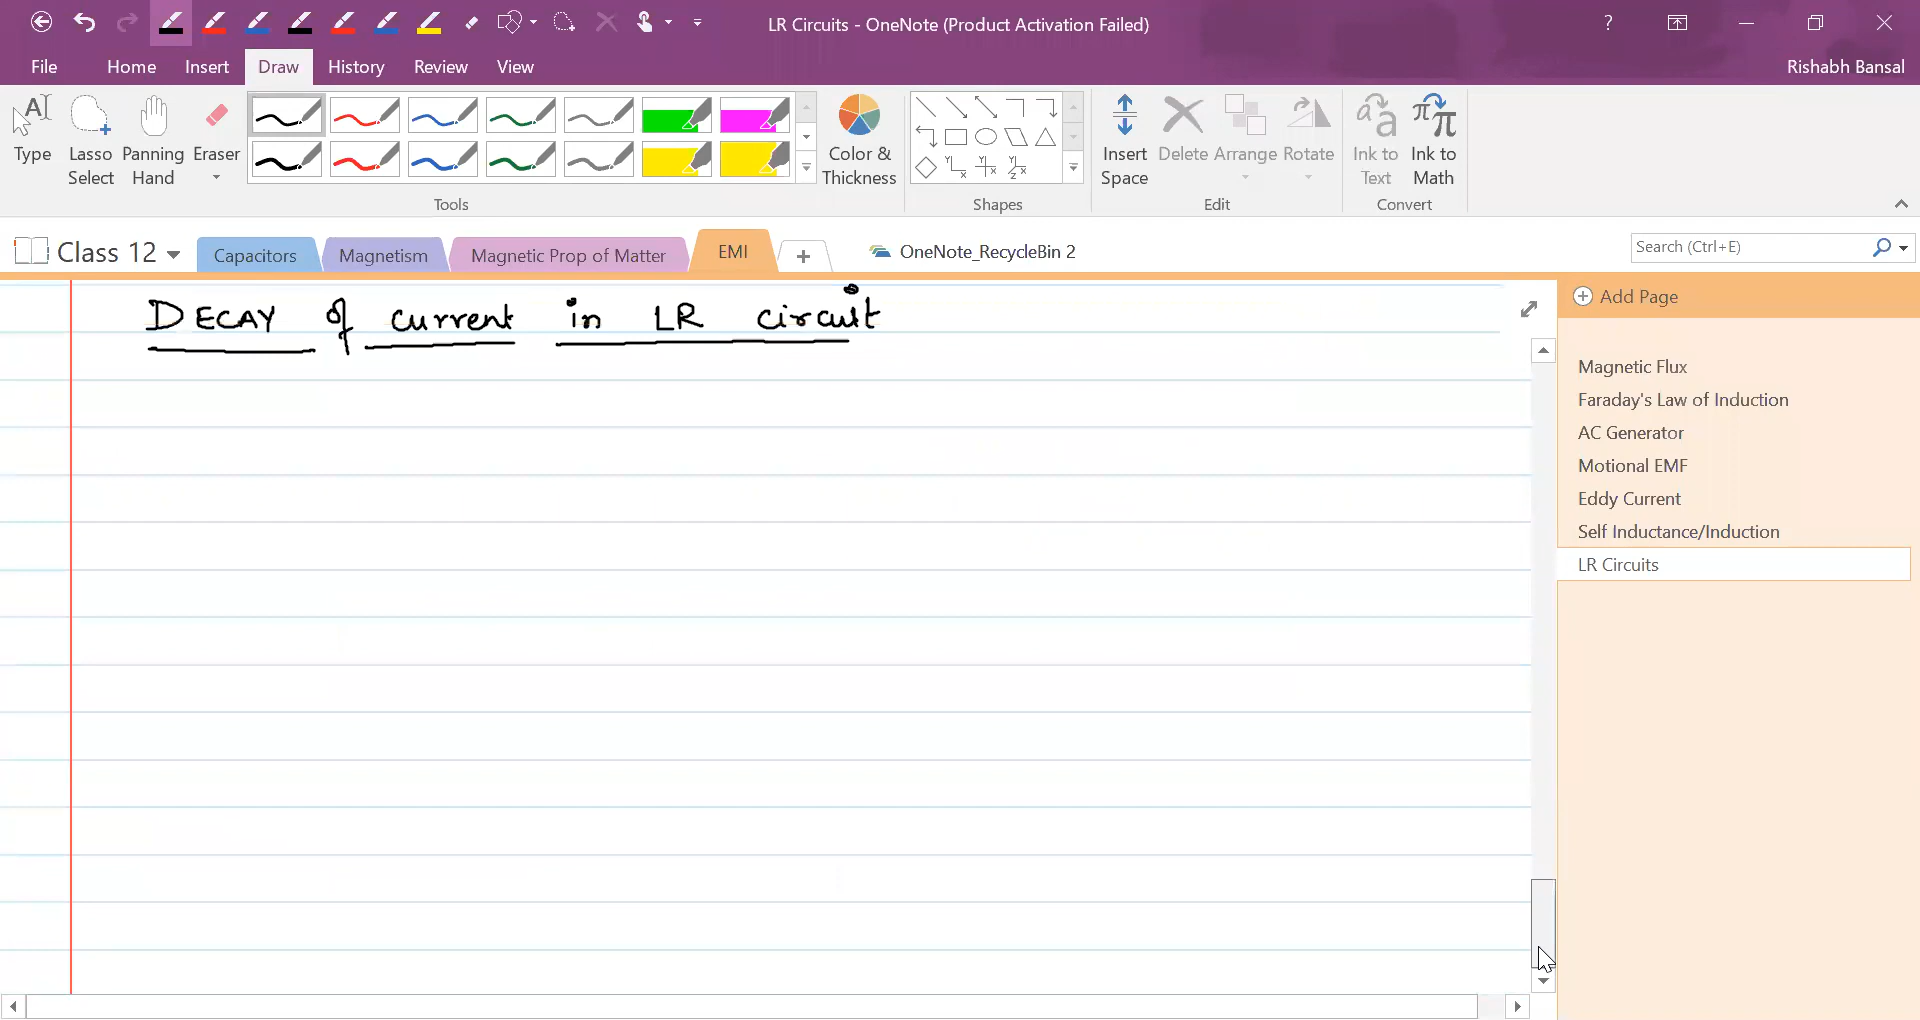 LR Circuits - OneNote (Product Activation Failed)
?
File Home Insert Draw History Review View
Rishabh Bansal
Type
Lasso Select
Panning Hand
Eraser
Tools
Color & Thickness
Shapes
Insert Space
Delete
Arrange
Rotate
Edit
Ink to Text
Ink to Math
Convert
Class 12
Capacitors
Magnetism
Magnetic Prop of Matter
EMI
OneNote_RecycleBin 2
Search (Ctrl+E)
DECAY of current in LR circuit
Add Page
Magnetic Flux
Faraday's Law of Induction
AC Generator
Motional EMF
Eddy Current
Self Inductance/Induction
LR Circuits